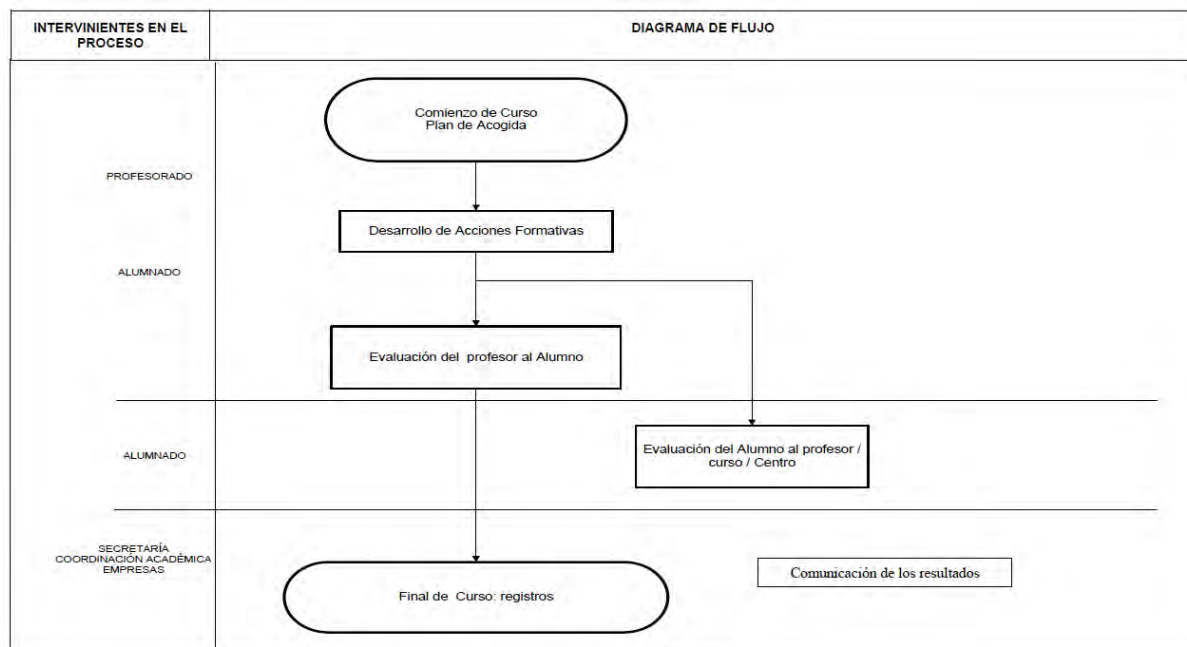 INTERVINIENTES EN EL
PROCESO
DIAGRAMA DE FLUJO
Comienzo de Curso
Plan de Acogida
PROFESORADO
Desarrollo de Acciones Formativas
ALUMNADO
Evaluación del profesor al Alumno
ALUMNADO
Evaluación del Alumno al profesor /
curso / Centro
SECRETARÍA
COORDINACIÓN ACADÉMICA
EMPRESAS
Comunicación de los resultados
Final de Curso: registros